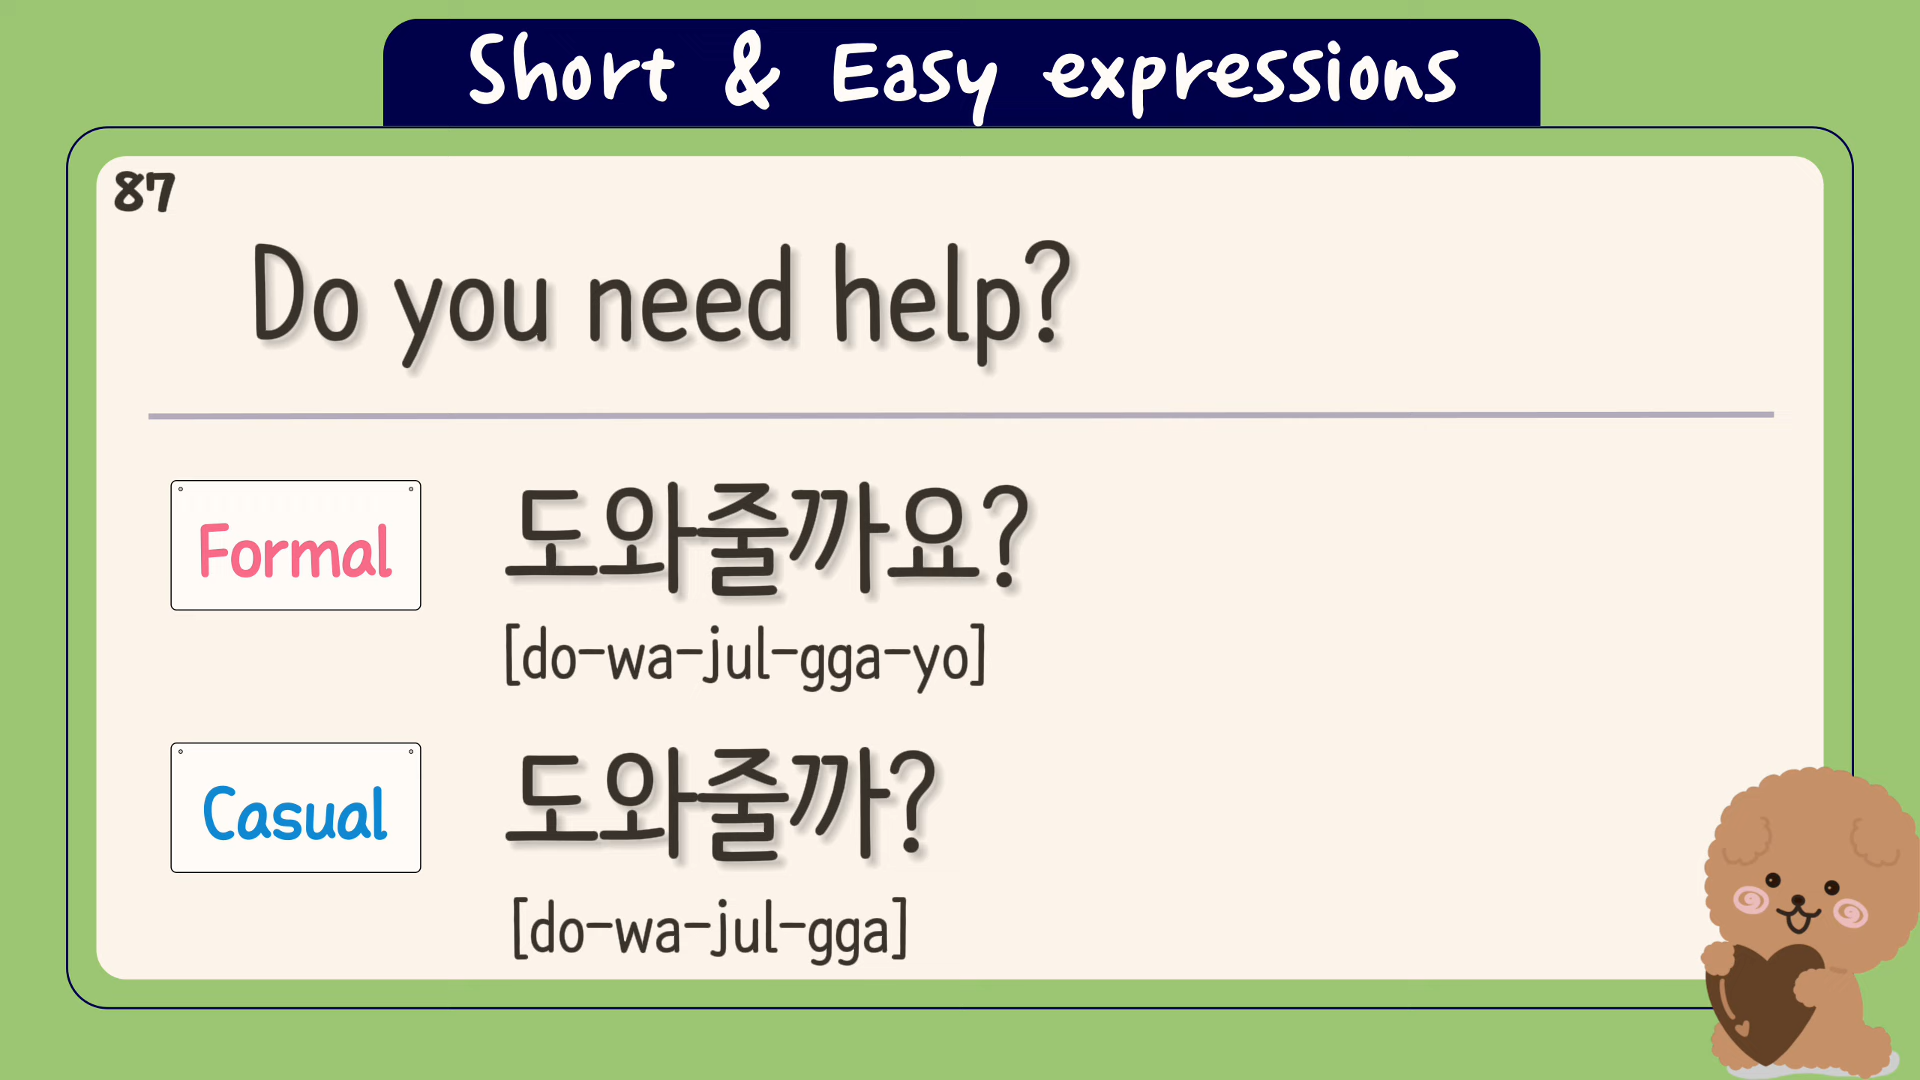 Short & Easy expressions
87
Do you need help?
Formal
도와줄까요?
[do-wa-jul-gga-yo]
Casual
도와줄까?
[do-wa-jul-gga]